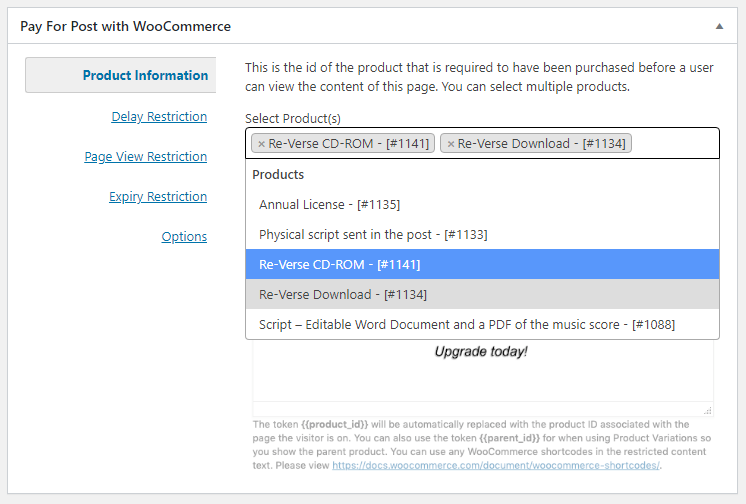 Pay For Post with WooCommerce
Product Information
Delay Restriction
Page View Restriction
Expiry Restriction
Options
This is the id of the product that is required to have been purchased before a user
can view the content of this page. You can select multiple products.
Select Product(s)
× Re-Verse CD-ROM - [#1141] × Re-Verse Download - [#1134]
Products
Annual License - [#1135]
Physical script sent in the post - [#1133]
Re-Verse CD-ROM - [#1141]
Re-Verse Download - [#1134]
Script – Editable Word Document and a PDF of the music score - [#1088]
Upgrade today!
The token {{product_id}} will be automatically replaced with the product ID associated with the
page the visitor is on. You can also use the token {{parent_id}} for when using Product Variations so
you show the parent product. You can use any WooCommerce shortcodes in the restricted content
text. Please view https://docs.woocommerce.com/document/woocommerce-shortcodes/.